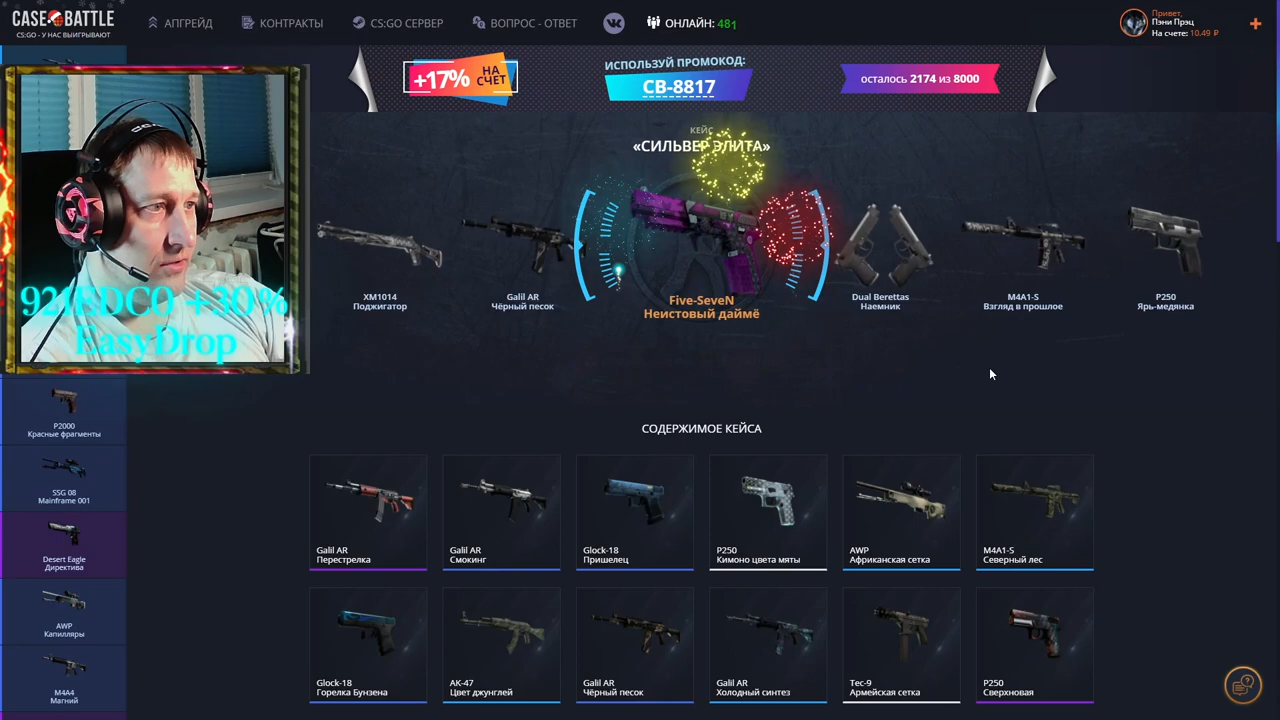 CASE BATTLE
CS:GO - У НАС ВЫИГРЫВАЮТ
АПГРЕЙД
КОНТРАКТЫ
CS:GO СЕРВЕР
ВОПРОС - ОТВЕТ
ОНЛАЙН: 481
Привет,
Пэни Прэц
На счете: 10.49 ₽
+17% НА СЧЕТ
ИСПОЛЬЗУЙ ПРОМОКОД:
CB-8817
осталось 2174 из 8000
КЕЙС
«СИЛЬВЕР ЭЛИТА»
XM1014
Поджигатор
Galil AR
Чёрный песок
Five-SeveN
Неистовый даймё
Dual Berettas
Наемник
M4A1-S
Взгляд в прошлое
P250
Ярь-медянка
921EDCO +30%
EasyDrop
P2000
Красные фрагменты
SSG 08
Mainframe 001
Desert Eagle
Директива
AWP
Капилляры
M4A4
Магний
СОДЕРЖИМОЕ КЕЙСА
Galil AR
Перестрелка
Galil AR
Смокинг
Glock-18
Пришелец
P250
Кимоно цвета мяты
AWP
Африканская сетка
M4A1-S
Северный лес
Glock-18
Горелка Бунзена
АК-47
Цвет джунглей
Galil AR
Чёрный песок
Galil AR
Холодный синтез
Tec-9
Армейская сетка
P250
Сверхновая